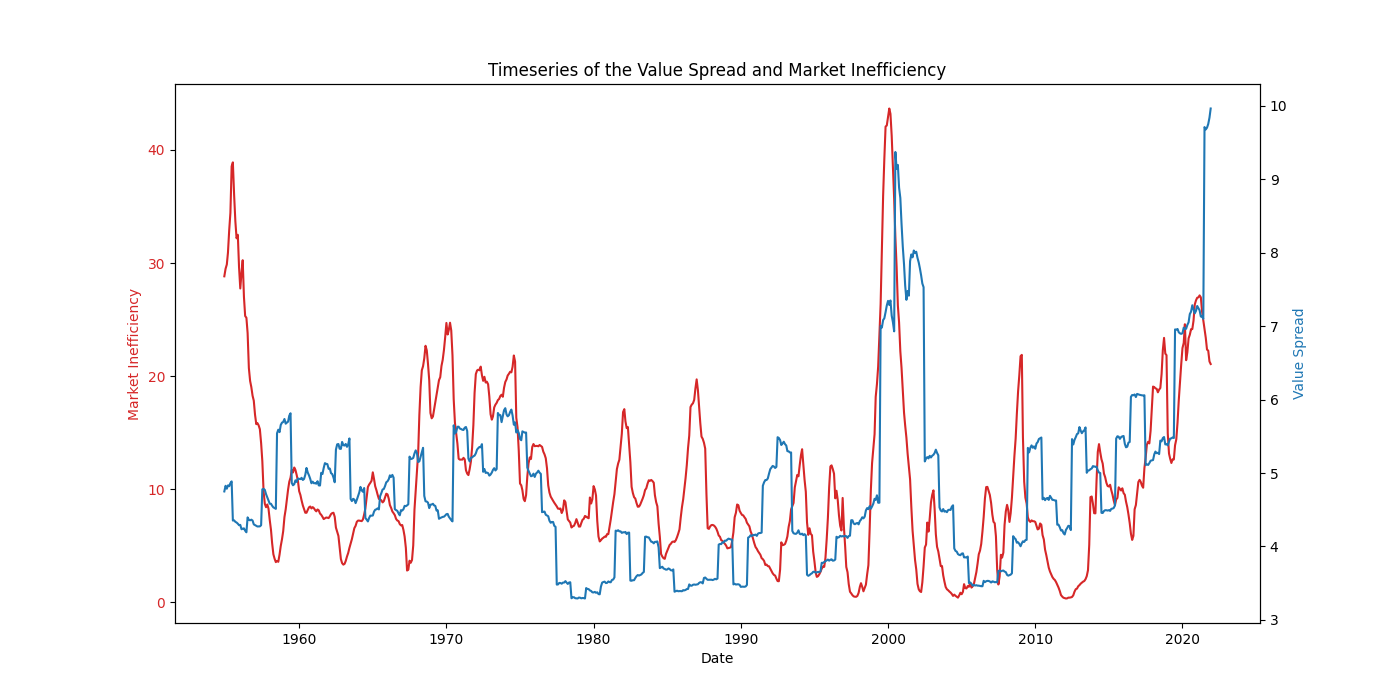 Timeseries of the Value Spread and Market Inefficiency
Market Inefficiency
40
30
20
10
0
10
9
8
7
6
5
4
3
Value Spread
1960 1970 1980 1990 2000 2010 2020
Date